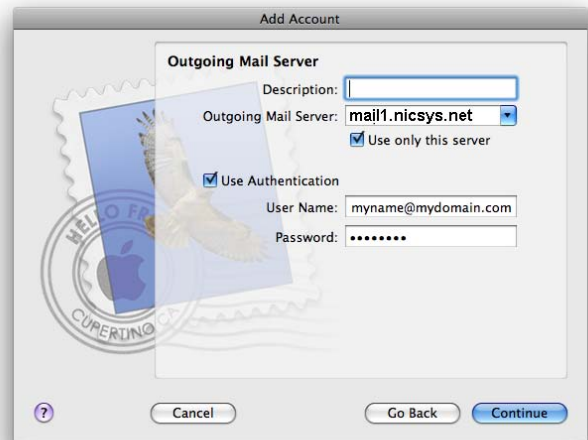 Add Account
Outgoing Mail Server
Description:
Outgoing Mail Server: mail1.nicsys.net
Use only this server
Use Authentication
User Name: myname@mydomain.com
Password: ••••••••
HELLO FR
CUPERTINO CA
?
Cancel
Go Back
Continue